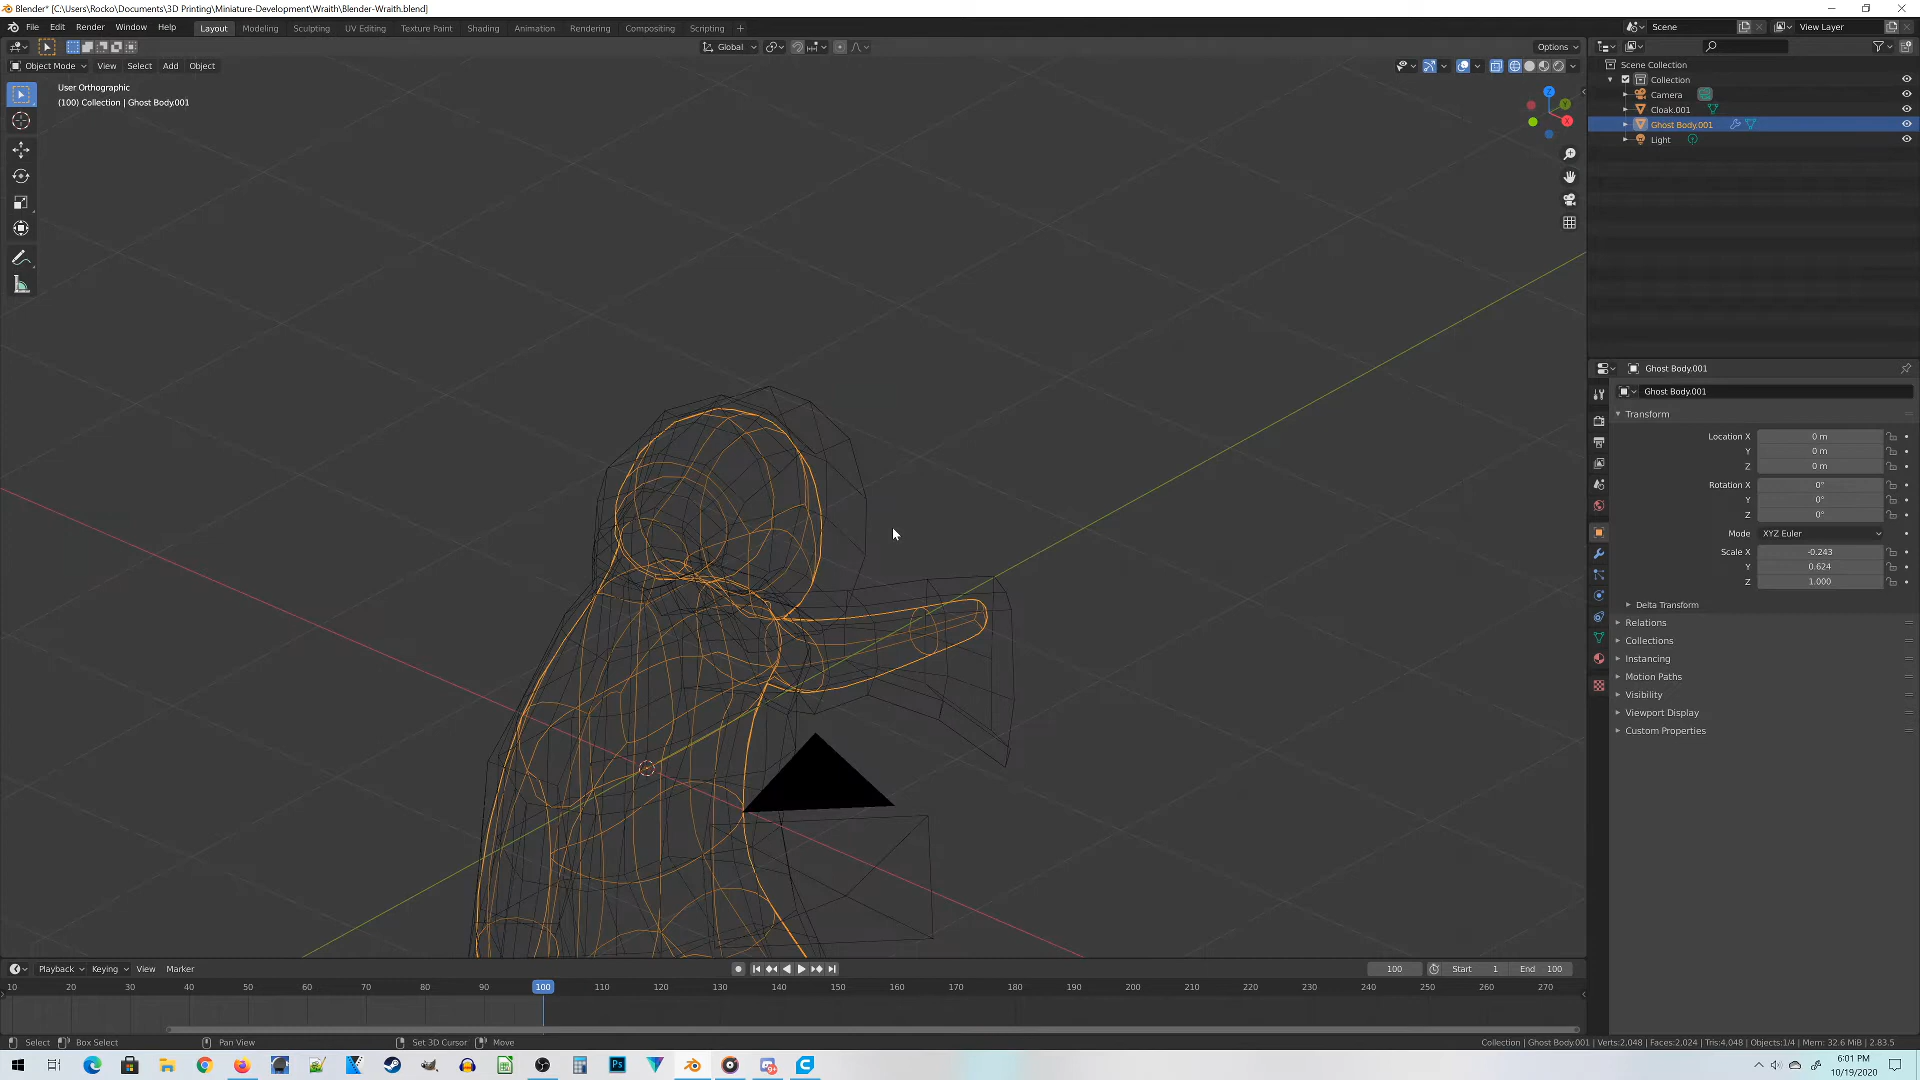 Blender* [C:\Users\Rocko\Documents\3D Printing\Miniature-Development\Wraith\Blender-Wraith.blend]
File Edit Render Window Help
Layout Modeling Sculpting UV Editing Texture Paint Shading Animation Rendering Compositing Scripting +
Scene
View Layer
Global
Options
Object Mode View Select Add Object
User Orthographic
(100) Collection | Ghost Body.001
Z
Y
X
Scene Collection
Collection
Camera
Cloak.001
Ghost Body.001
Light
Ghost Body.001
Ghost Body.001
Transform
Location X 0 m
Y 0 m
Z 0 m
Rotation X 0°
Y 0°
Z 0°
Mode XYZ Euler
Scale X -0.243
Y 0.624
Z 1.000
Delta Transform
Relations
Collections
Instancing
Motion Paths
Visibility
Viewport Display
Custom Properties
Playback Keying View Marker
100 Start 1 End 100
10 20 30 40 50 60 70 80 90 100 110 120 130 140 150 160 170 180 190 200 210 220 230 240 250 260 270
Select Box Select Pan View Set 3D Cursor Move
Collection | Ghost Body.001 | Verts:2,048 | Faces:2,024 | Tris:4,048 | Objects:1/4 | Mem: 32.6 MiB | 2.83.5
Ps
6:01 PM
10/19/2020